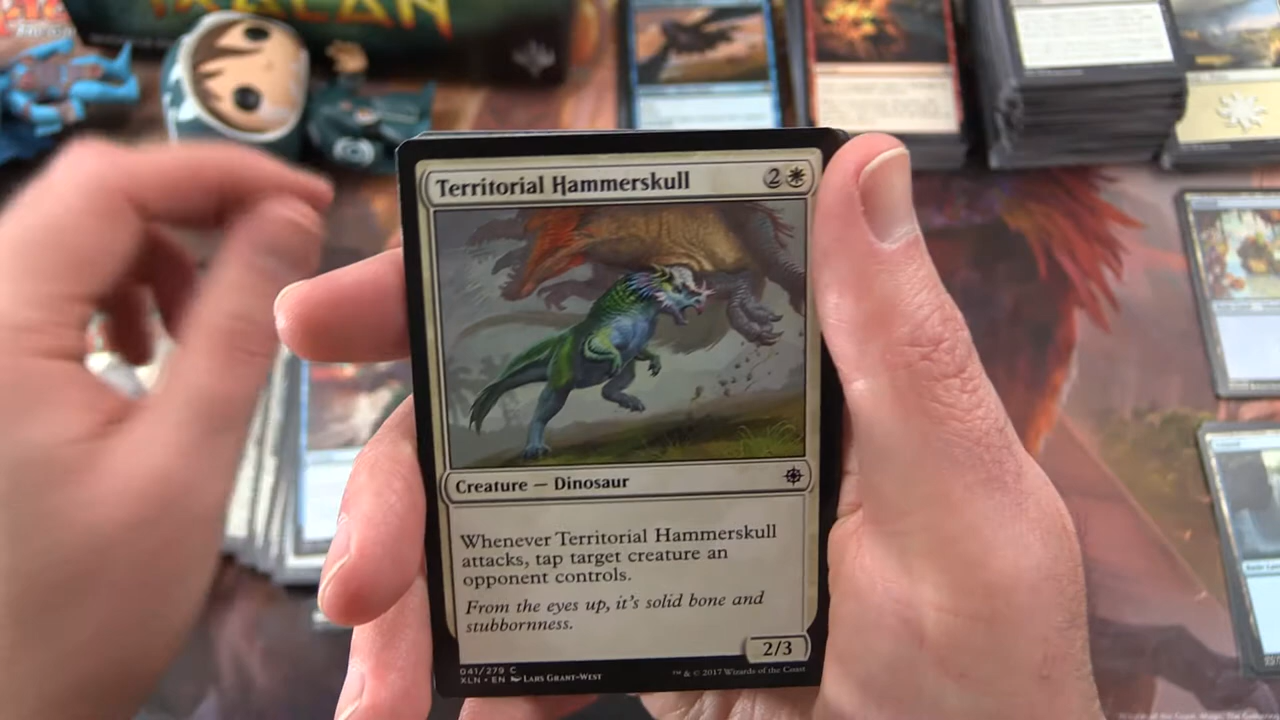 IXALAN
Territorial Hammerskull 2
Creature — Dinosaur
Whenever Territorial Hammerskull
attacks, tap target creature an
opponent controls.
From the eyes up, it's solid bone and
stubbornness.
2/3
041/279 C
XLN • EN Lars Grant-West
™ & © 2017 Wizards of the Coast